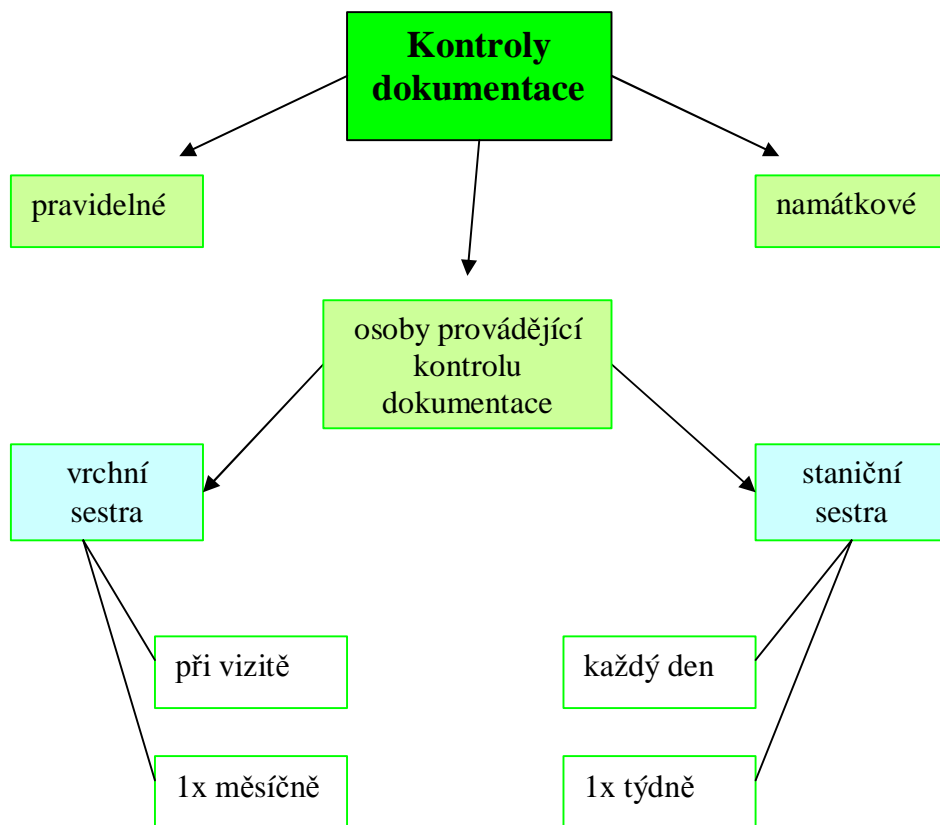 Kontroly
dokumentace
pravidelné
namátkové
osoby provádějící
kontrolu
dokumentace
vrchní
sestra
staniční
sestra
při vizitě
každý den
1x měsíčně
1x týdně